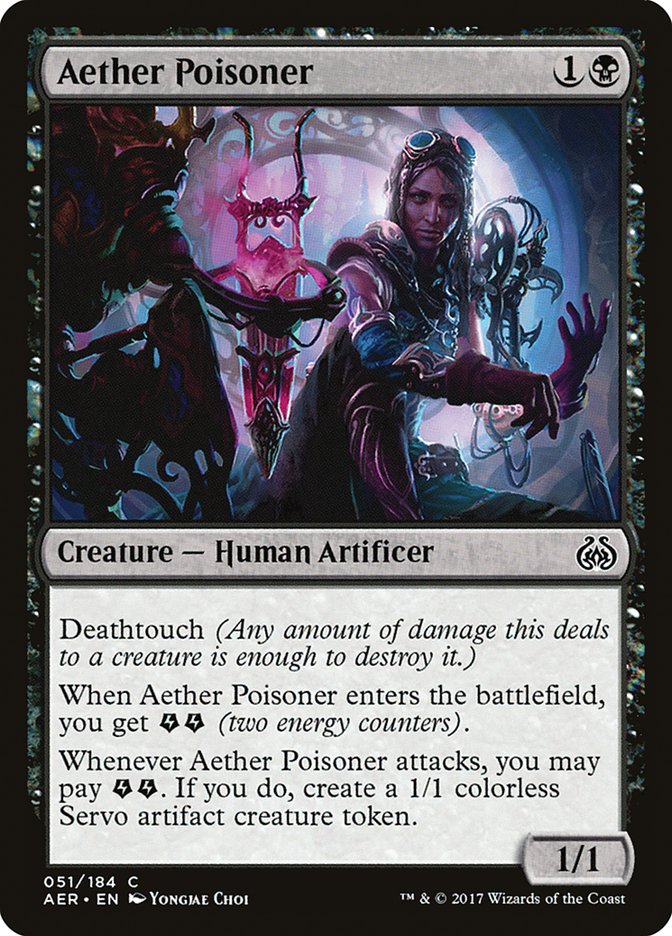 Aether Poisoner 1
Creature — Human Artificer
Deathtouch (Any amount of damage this deals
to a creature is enough to destroy it.)
When Aether Poisoner enters the battlefield,
you get (two energy counters).
Whenever Aether Poisoner attacks, you may
pay . If you do, create a 1/1 colorless
Servo artifact creature token.
1/1
051/184 C
AER • EN Yongjae Choi
™ & © 2017 Wizards of the Coast